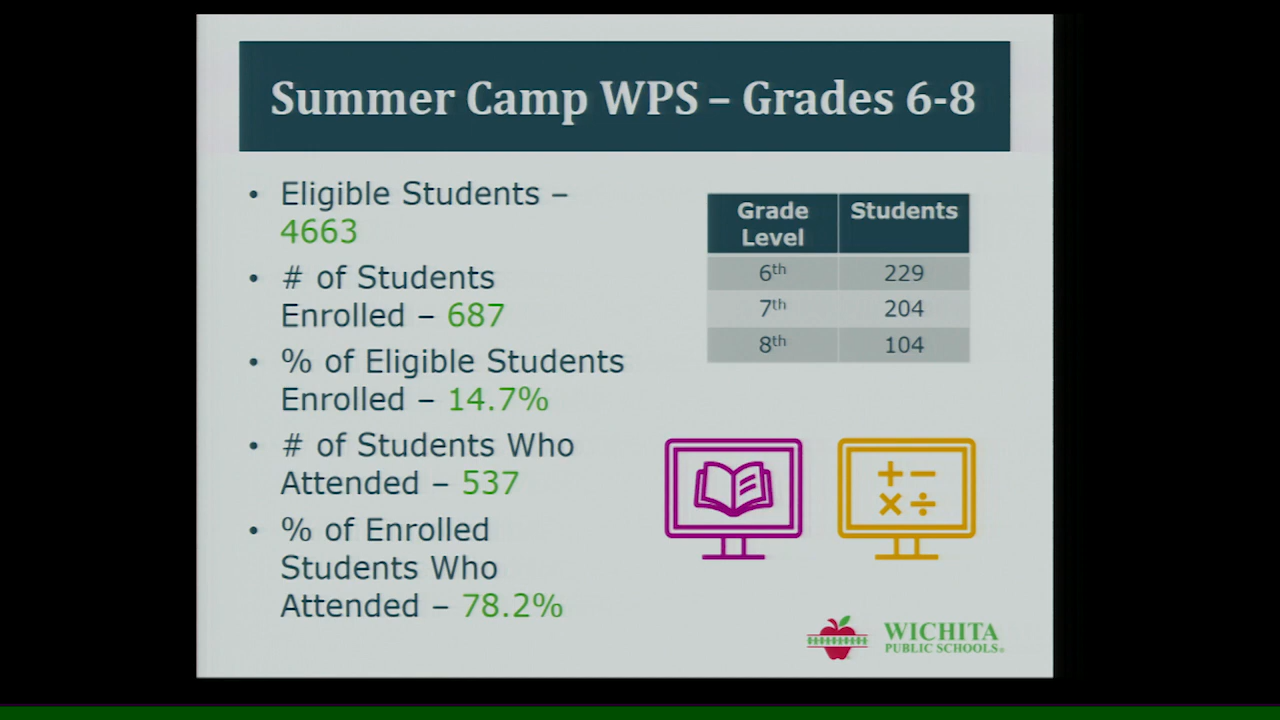 Summer Camp WPS – Grades 6-8
• Eligible Students –
4663
• # of Students
Enrolled – 687
• % of Eligible Students
Enrolled – 14.7%
• # of Students Who
Attended – 537
• % of Enrolled
Students Who
Attended – 78.2%
Grade Level Students
6th 229
7th 204
8th 104
WICHITA
PUBLIC SCHOOLS